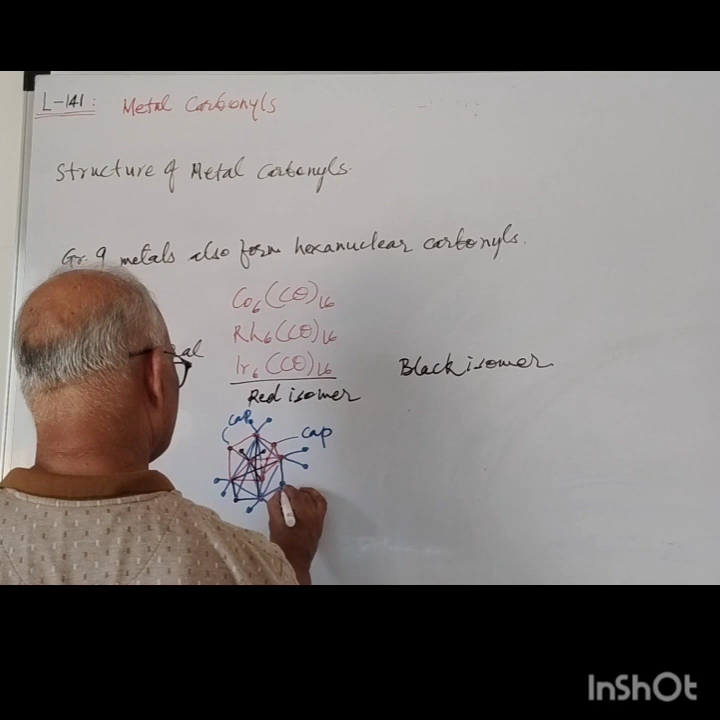 L-141: Metal Carbonyls
Structure of Metal Carbonyls.
Gr. 9 metals also form hexanuclear carbonyls.
Co6(CO)16
Rh6(CO)16
Ir6(CO)16
Red isomer
Black isomer
cap
cap
InShOt